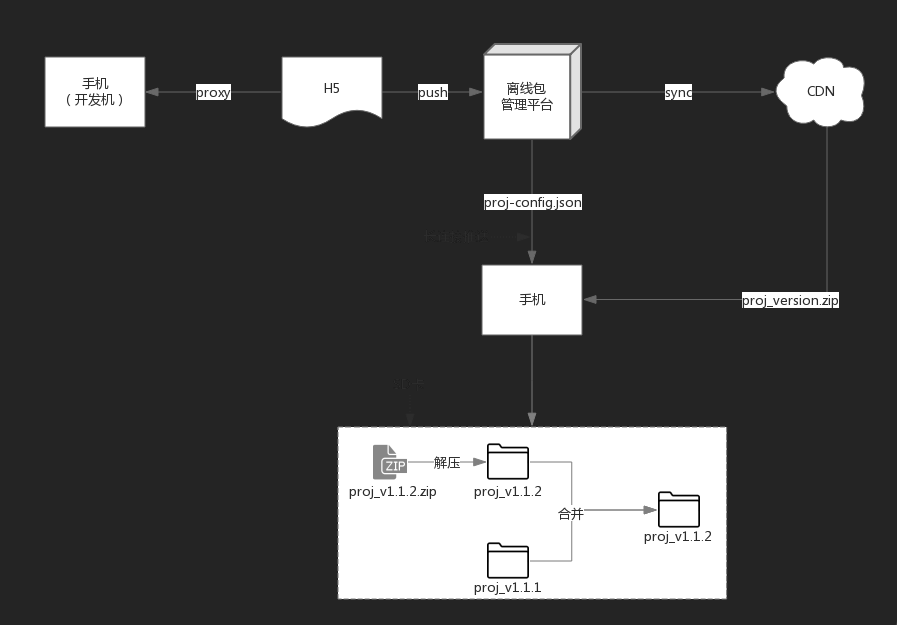 手机
（开发机）
proxy
H5
push
离线包
管理平台
sync
CDN
proj-config.json
手机
proj_version.zip
ZIP
解压
proj_v1.1.2.zip
proj_v1.1.2
合并
proj_v1.1.2
proj_v1.1.1